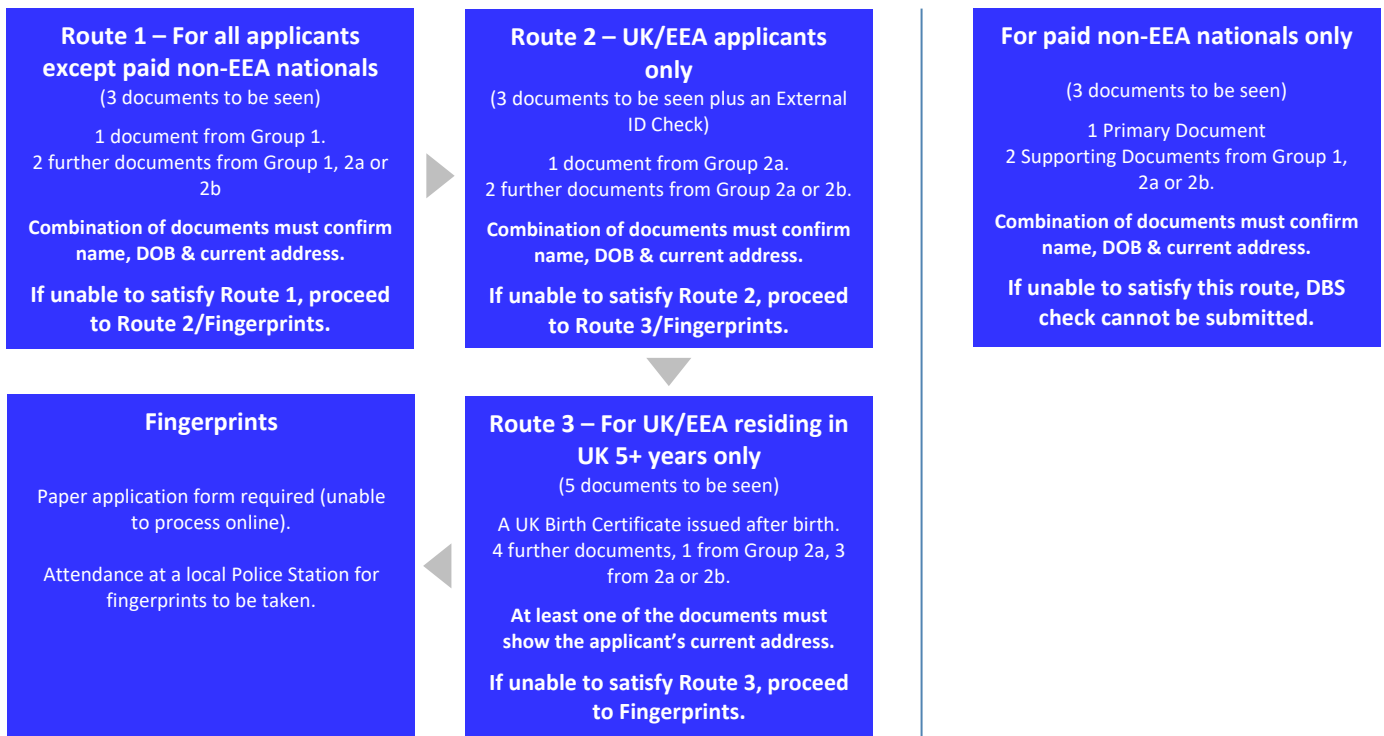 Route 1 – For all applicants
except paid non-EEA nationals
(3 documents to be seen)
1 document from Group 1.
2 further documents from Group 1, 2a or
2b
Combination of documents must confirm
name, DOB & current address.
If unable to satisfy Route 1, proceed
to Route 2/Fingerprints.
Route 2 – UK/EEA applicants
only
(3 documents to be seen plus an External
ID Check)
1 document from Group 2a.
2 further documents from Group 2a or 2b.
Combination of documents must confirm
name, DOB & current address.
If unable to satisfy Route 2, proceed
to Route 3/Fingerprints.
For paid non-EEA nationals only
(3 documents to be seen)
1 Primary Document
2 Supporting Documents from Group 1,
2a or 2b.
Combination of documents must confirm
name, DOB & current address.
If unable to satisfy this route, DBS
check cannot be submitted.
Route 3 – For UK/EEA residing in
UK 5+ years only
(5 documents to be seen)
A UK Birth Certificate issued after birth.
4 further documents, 1 from Group 2a, 3
from 2a or 2b.
At least one of the documents must
show the applicant’s current address.
If unable to satisfy Route 3, proceed
to Fingerprints.
Fingerprints
Paper application form required (unable
to process online).
Attendance at a local Police Station for
fingerprints to be taken.